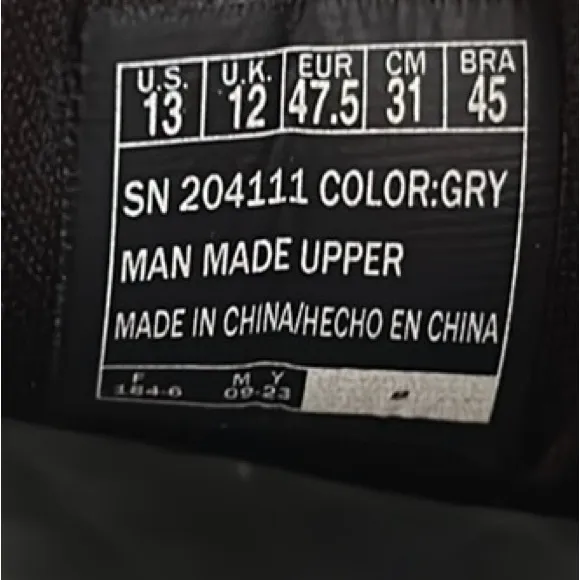 U.S. U.K. EUR CM BRA
13 12 47.5 31 45
SN 204111 COLOR:GRY
MAN MADE UPPER
MADE IN CHINA/HECHO EN CHINA
F M Y
184-6 09-23